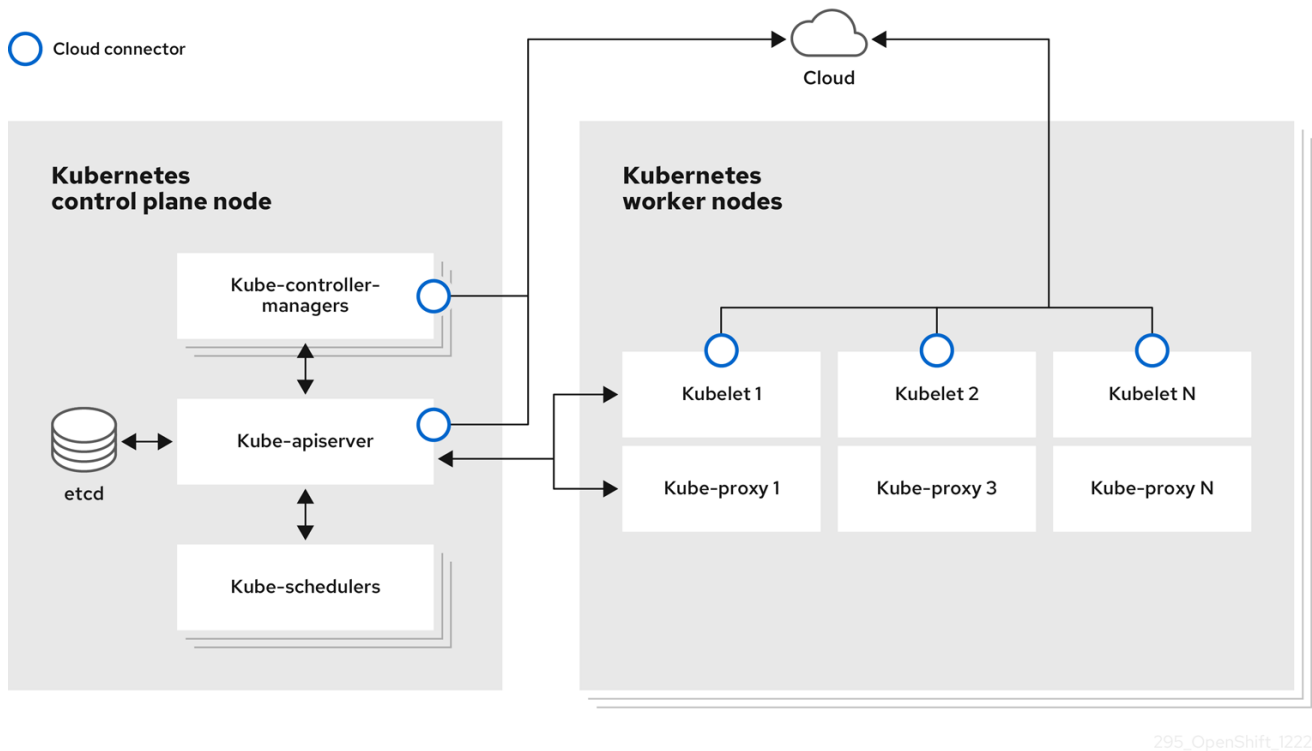 Cloud connector
Cloud
Kubernetes
control plane node
Kube-controller-
managers
Kube-apiserver
etcd
Kube-schedulers
Kubernetes
worker nodes
Kubelet 1
Kubelet 2
Kubelet N
Kube-proxy 1
Kube-proxy 3
Kube-proxy N
295_OpenShift_1222